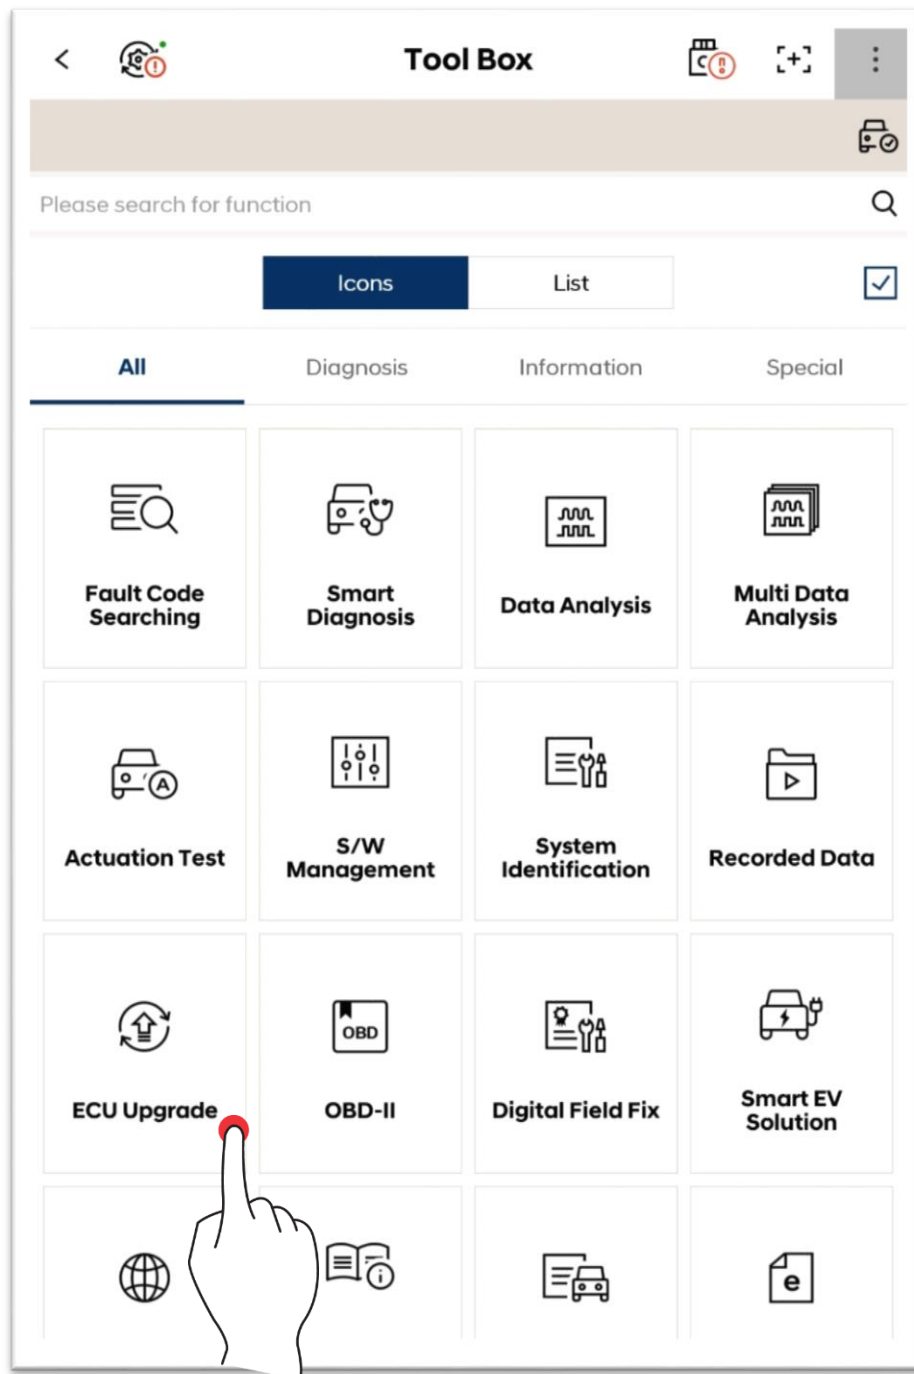 Tool Box
Please search for function
Icons
List
All
Diagnosis
Information
Special
Fault Code
Searching
Smart
Diagnosis
Data Analysis
Multi Data
Analysis
Actuation Test
S/W
Management
System
Identification
Recorded Data
ECU Upgrade
OBD
OBD-II
Digital Field Fix
Smart EV
Solution